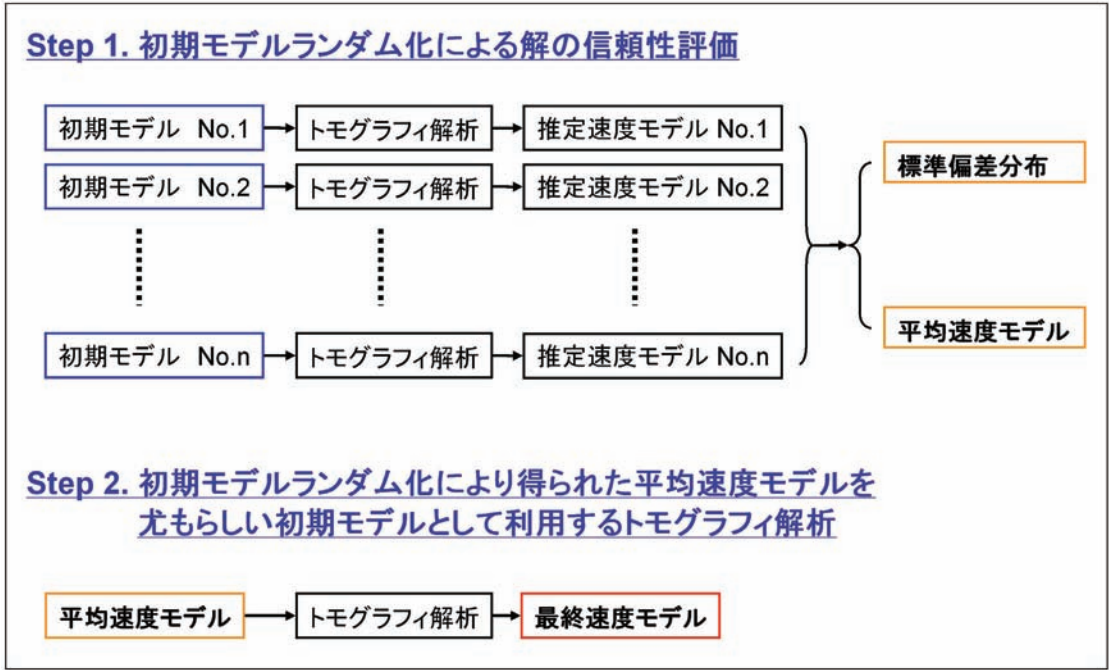 Step 1. 初期モデルランダム化による解の信頼性評価
初期モデル No.1
トモグラフィ解析
推定速度モデル No.1
初期モデル No.2
トモグラフィ解析
推定速度モデル No.2
標準偏差分布
平均速度モデル
初期モデル No.n
トモグラフィ解析
推定速度モデル No.n
Step 2. 初期モデルランダム化により得られた平均速度モデルを
尤もらしい初期モデルとして利用するトモグラフィ解析
平均速度モデル
トモグラフィ解析
最終速度モデル